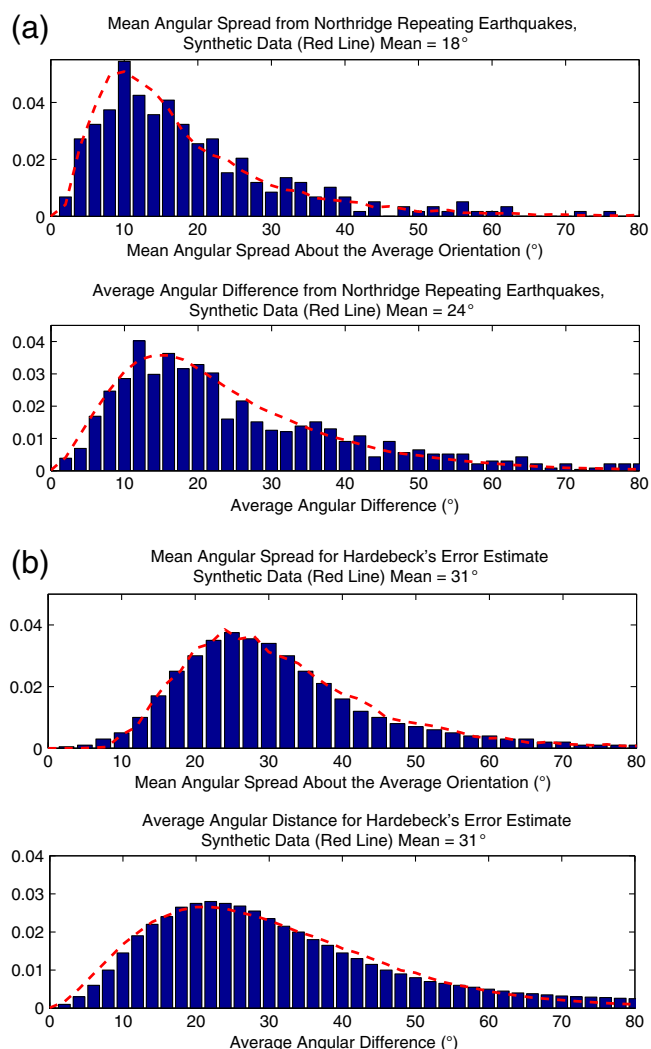 (a)
Mean Angular Spread from Northridge Repeating Earthquakes,
Synthetic Data (Red Line) Mean = 18°
0.04
0.02
0
0 10 20 30 40 50 60 70 80
Mean Angular Spread About the Average Orientation (°)
Average Angular Difference from Northridge Repeating Earthquakes,
Synthetic Data (Red Line) Mean = 24°
0.04
0.03
0.02
0.01
0
0 10 20 30 40 50 60 70 80
Average Angular Difference (°)
(b)
Mean Angular Spread for Hardebeck's Error Estimate
Synthetic Data (Red Line) Mean = 31°
0.04
0.02
0
0 10 20 30 40 50 60 70 80
Mean Angular Spread About the Average Orientation (°)
Average Angular Distance for Hardebeck's Error Estimate
Synthetic Data (Red Line) Mean = 31°
0.04
0.03
0.02
0.01
0
0 10 20 30 40 50 60 70 80
Average Angular Difference (°)